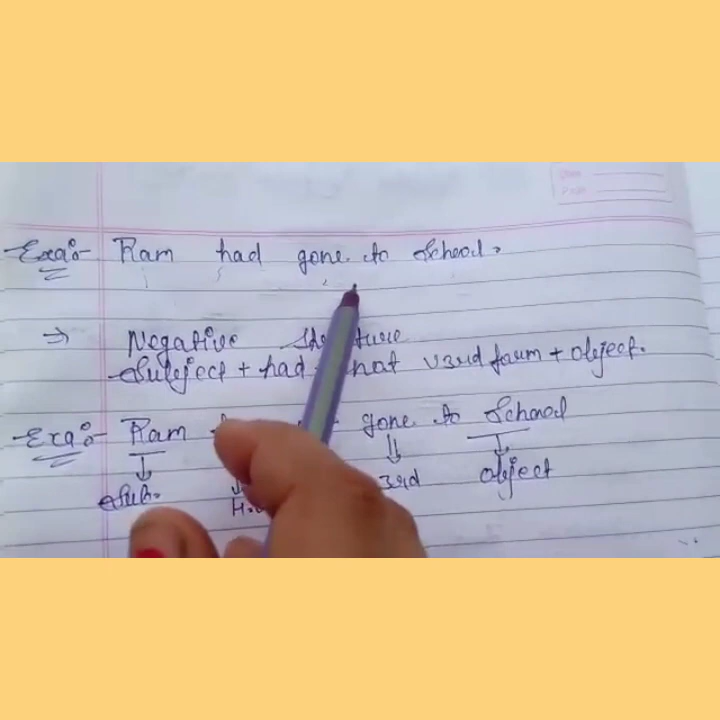 Exa:- Ram had gone to School.
⇒ Negative
Subject + had + not v3rd form + object.
Exa:- Ram gone to School
Sub. 3rd object